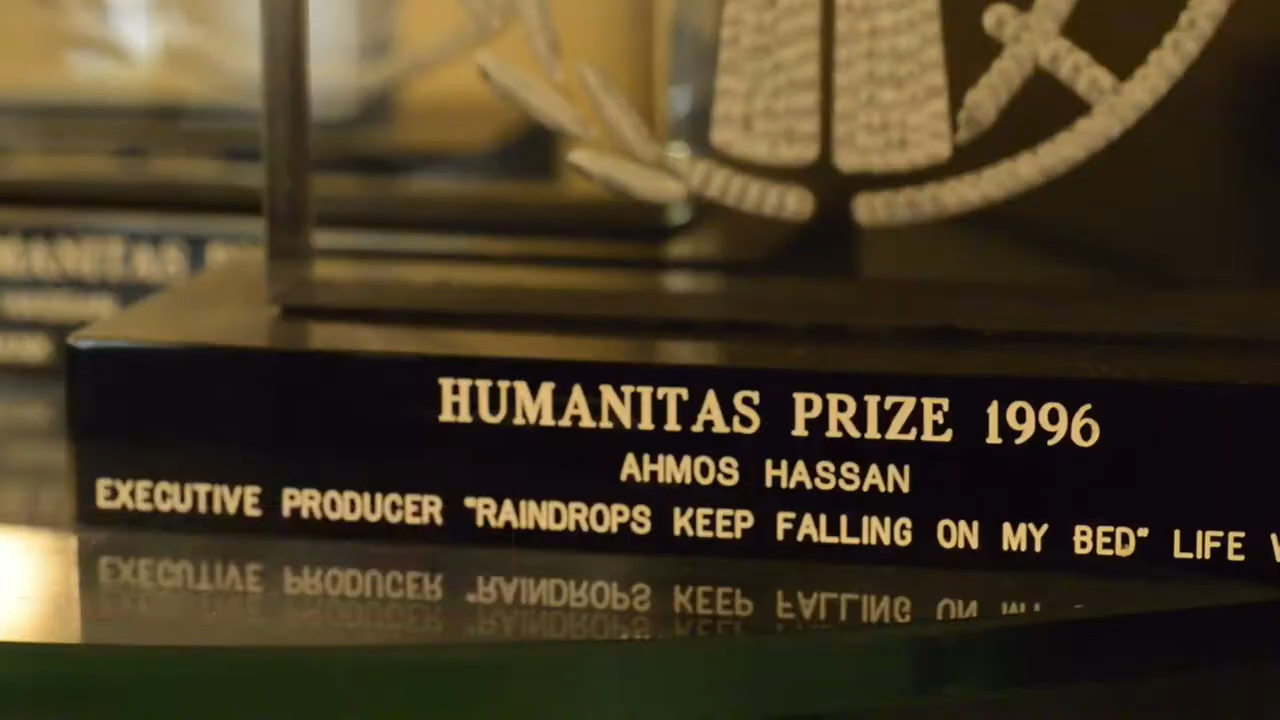 HUMANITAS PRIZE 1996
AHMOS HASSAN
EXECUTIVE PRODUCER "RAINDROPS KEEP FALLING ON MY BED" LIFE